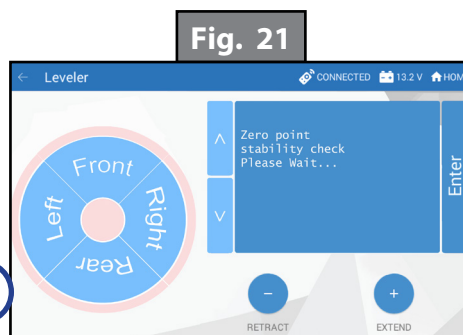 Fig. 21
← Leveler CONNECTED 13.2 V HOM
Zero point
stability check
Please Wait...
Enter
Front
Left
Right
Rear
RETRACT
EXTEND